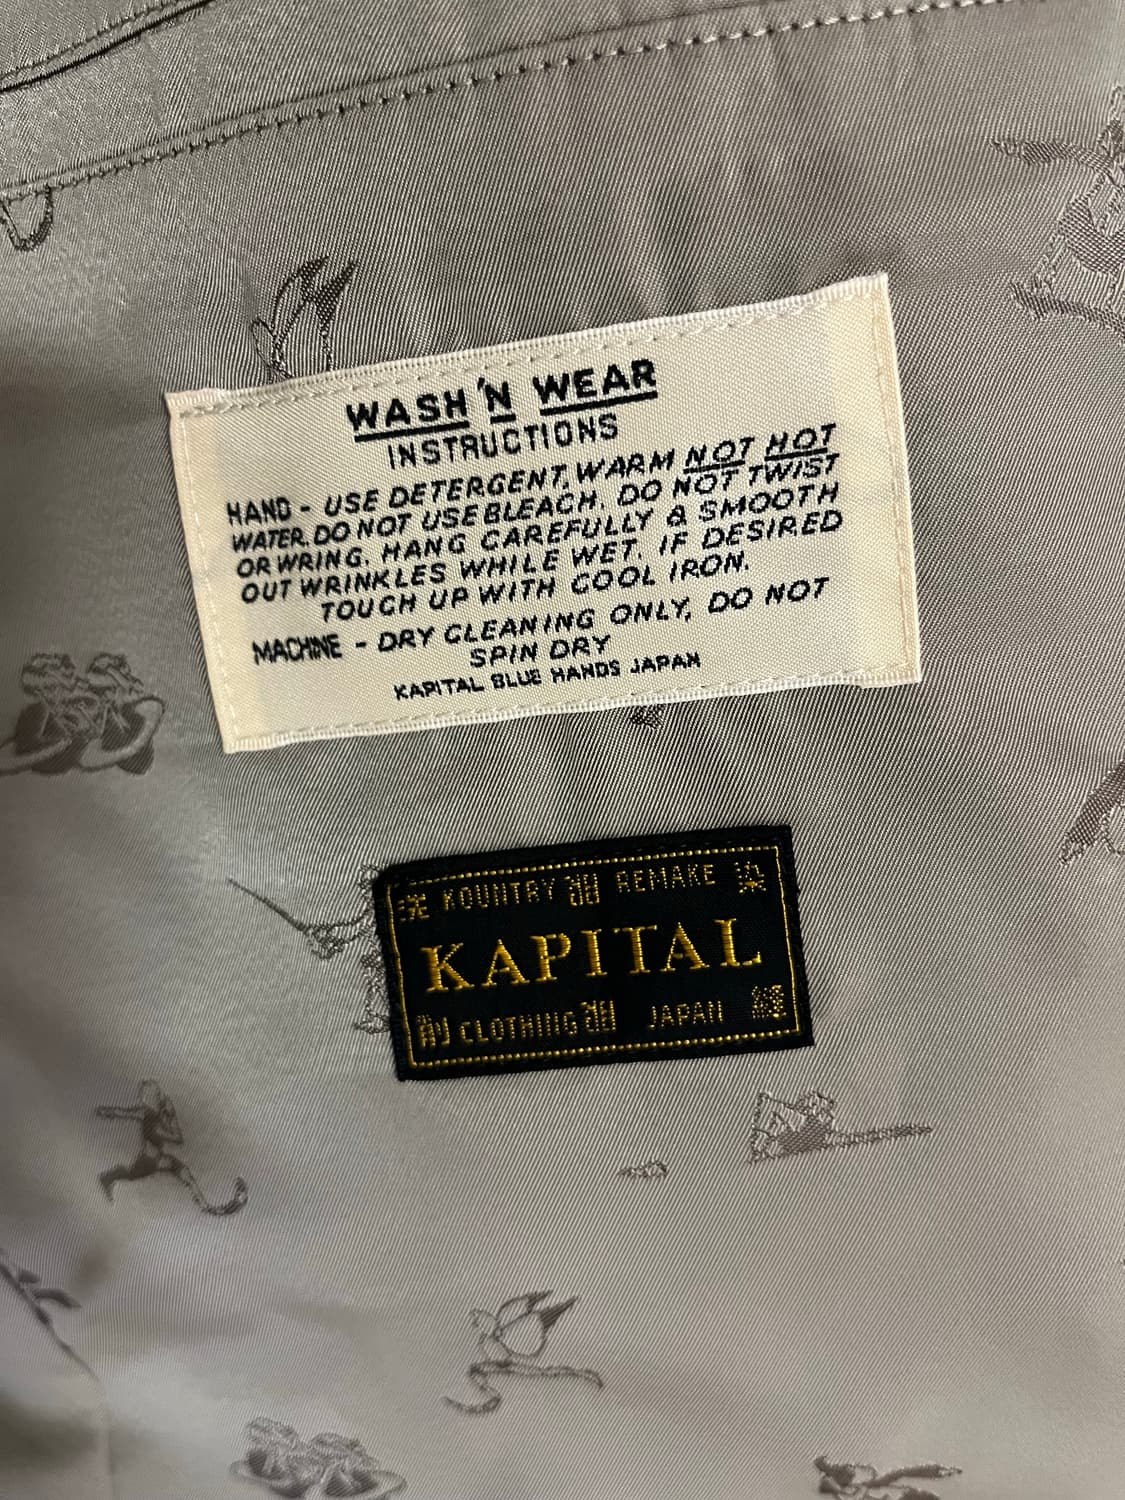 WASH 'N WEAR
INSTRUCTIONS
HAND - USE DETERGENT, WARM NOT HOT
WATER. DO NOT USE BLEACH. DO NOT TWIST
OR WRING. HANG CAREFULLY & SMOOTH
OUT WRINKLES WHILE WET. IF DESIRED
TOUCH UP WITH COOL IRON.
MACHINE - DRY CLEANING ONLY, DO NOT
SPIN DRY
KAPITAL BLUE HANDS JAPAN
KOUNTRY REMAKE 染
KAPITAL
CLOTHING JAPAN